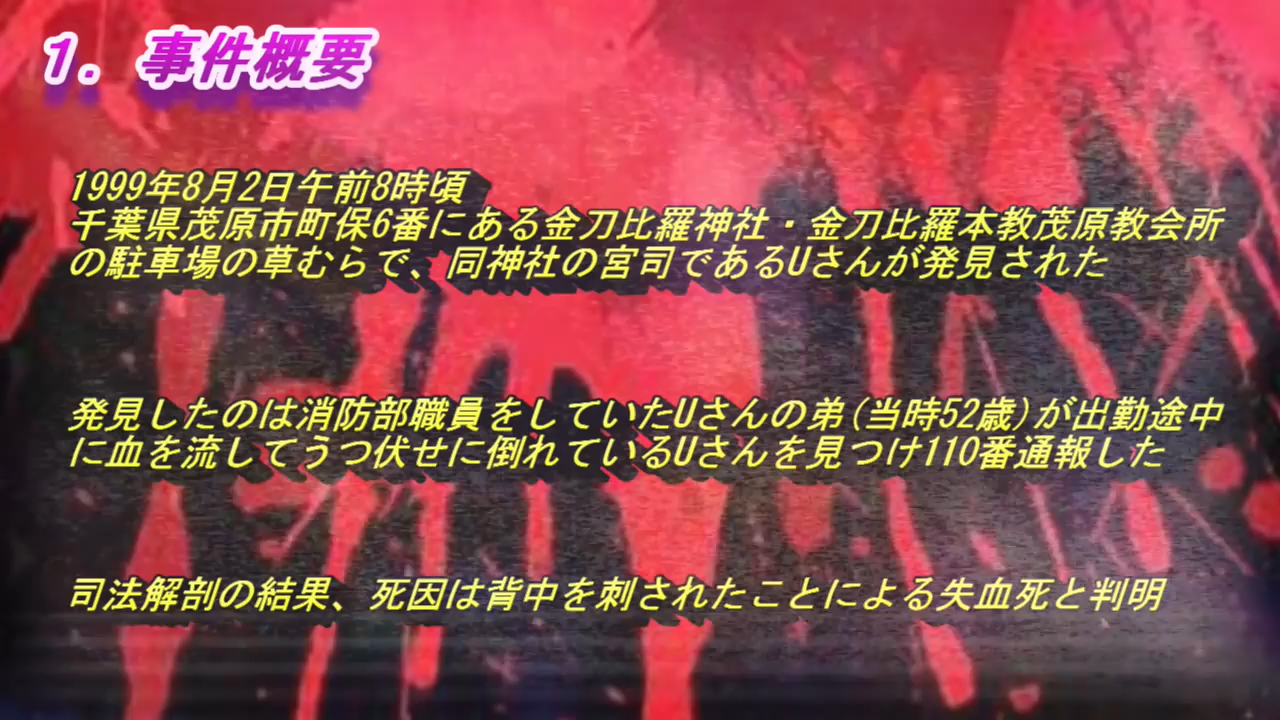 1. 事件概要
1999年8月2日午前8時頃
千葉県茂原市町保6番にある金刀比羅神社・金刀比羅本教茂原教会所
の駐車場の草むらで、同神社の宮司であるUさんが発見された
発見したのは消防部職員をしていたUさんの弟(当時52歳)が出勤途中
に血を流してうつ伏せに倒れているUさんを見つけ110番通報した
司法解剖の結果、死因は背中を刺されたことによる失血死と判明